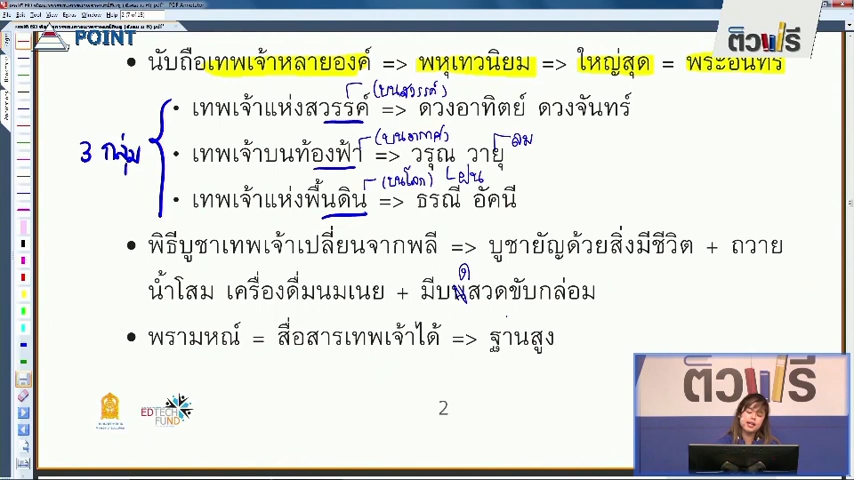 POINT
ติวฟรี
• นับถือเทพเจ้าหลายองค์ => พหุเทวนิยม => ใหญ่สุด = พระอินทร์
(บนสวรรค์)
• เทพเจ้าแห่งสวรรค์ => ดวงอาทิตย์ ดวงจันทร์
(บนอากาศ) ลม
3 กลุ่ม
• เทพเจ้าบนท้องฟ้า => วรุณ วายุ
(บนโลก) ฝน
• เทพเจ้าแห่งพื้นดิน => ธรณี อัคนี
• พิธีบูชาเทพเจ้าเปลี่ยนจากพลี => บูชายัญด้วยสิ่งมีชีวิต + ถวาย
ด
น้ำโสม เครื่องดื่มนมเนย + มีบนสวดขับกล่อม
• พราหมณ์ = สื่อสารเทพเจ้าได้ => ฐานสูง
EDTECH
FUND
2
ติวฟรี